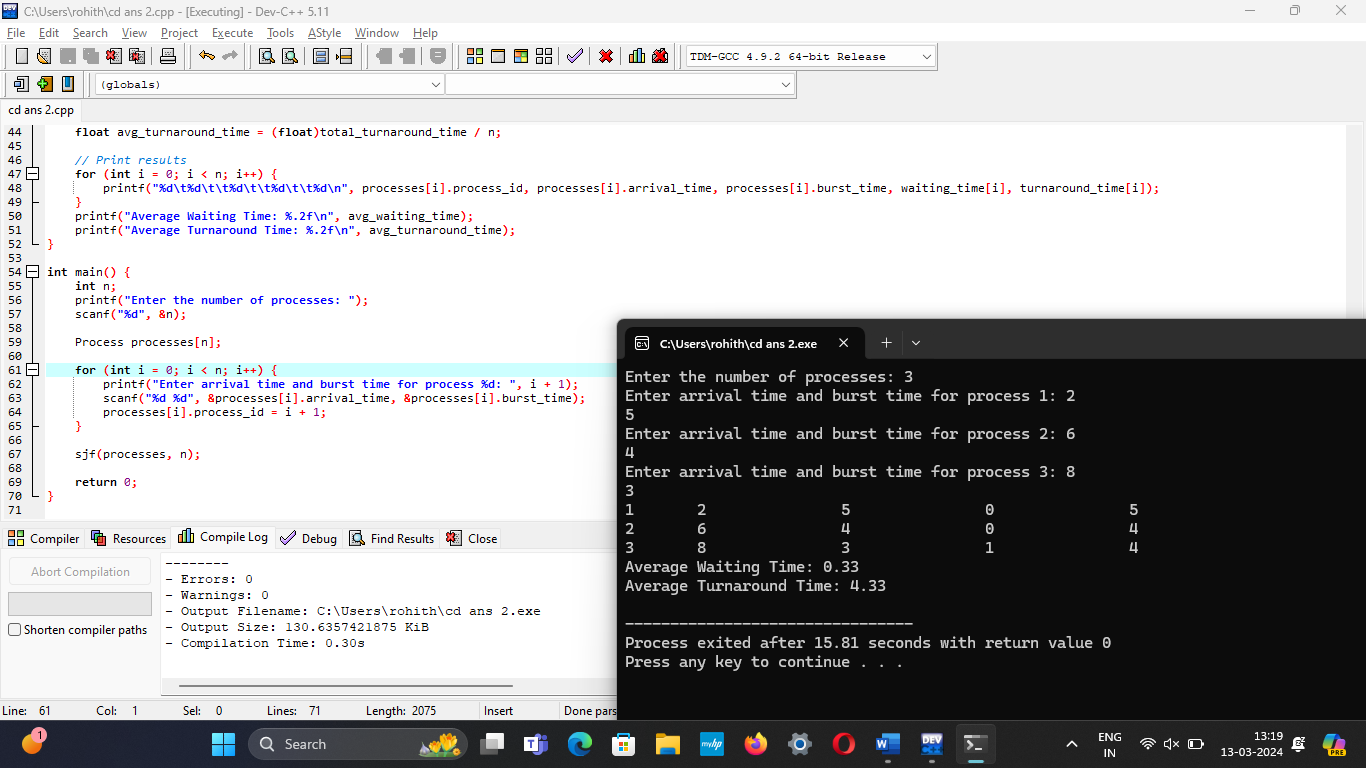 C:\Users\rohith\cd ans 2.cpp - [Executing] - Dev-C++ 5.11
File Edit Search View Project Execute Tools AStyle Window Help
TDM-GCC 4.9.2 64-bit Release
(globals)
cd ans 2.cpp
44 float avg_turnaround_time = (float)total_turnaround_time / n;
45
46 // Print results
47 for (int i = 0; i < n; i++) {
48 printf("%d\t%d\t\t%d\t\t%d\t\t%d\n", processes[i].process_id, processes[i].arrival_time, processes[i].burst_time, waiting_time[i], turnaround_time[i]);
49 }
50 printf("Average Waiting Time: %.2f\n", avg_waiting_time);
51 printf("Average Turnaround Time: %.2f\n", avg_turnaround_time);
52 }
53
54 int main() {
55 int n;
56 printf("Enter the number of processes: ");
57 scanf("%d", &n);
58
59 Process processes[n];
60
61 for (int i = 0; i < n; i++) {
62 printf("Enter arrival time and burst time for process %d: ", i + 1);
63 scanf("%d %d", &processes[i].arrival_time, &processes[i].burst_time);
64 processes[i].process_id = i + 1;
65 }
66
67 sjf(processes, n);
68
69 return 0;
70 }
71
Compiler Resources Compile Log Debug Find Results Close
Abort Compilation
Shorten compiler paths
--------
- Errors: 0
- Warnings: 0
- Output Filename: C:\Users\rohith\cd ans 2.exe
- Output Size: 130.6357421875 KiB
- Compilation Time: 0.30s
Line: 61 Col: 1 Sel: 0 Lines: 71 Length: 2075 Insert Done pars
C:\Users\rohith\cd ans 2.exe
Enter the number of processes: 3
Enter arrival time and burst time for process 1: 2
5
Enter arrival time and burst time for process 2: 6
4
Enter arrival time and burst time for process 3: 8
3
1 2 5 0 5
2 6 4 0 4
3 8 3 1 4
Average Waiting Time: 0.33
Average Turnaround Time: 4.33
--------------------------------
Process exited after 15.81 seconds with return value 0
Press any key to continue . . .
1
Search
myhp
DEV
PRE
ENG
IN
13:19
13-03-2024